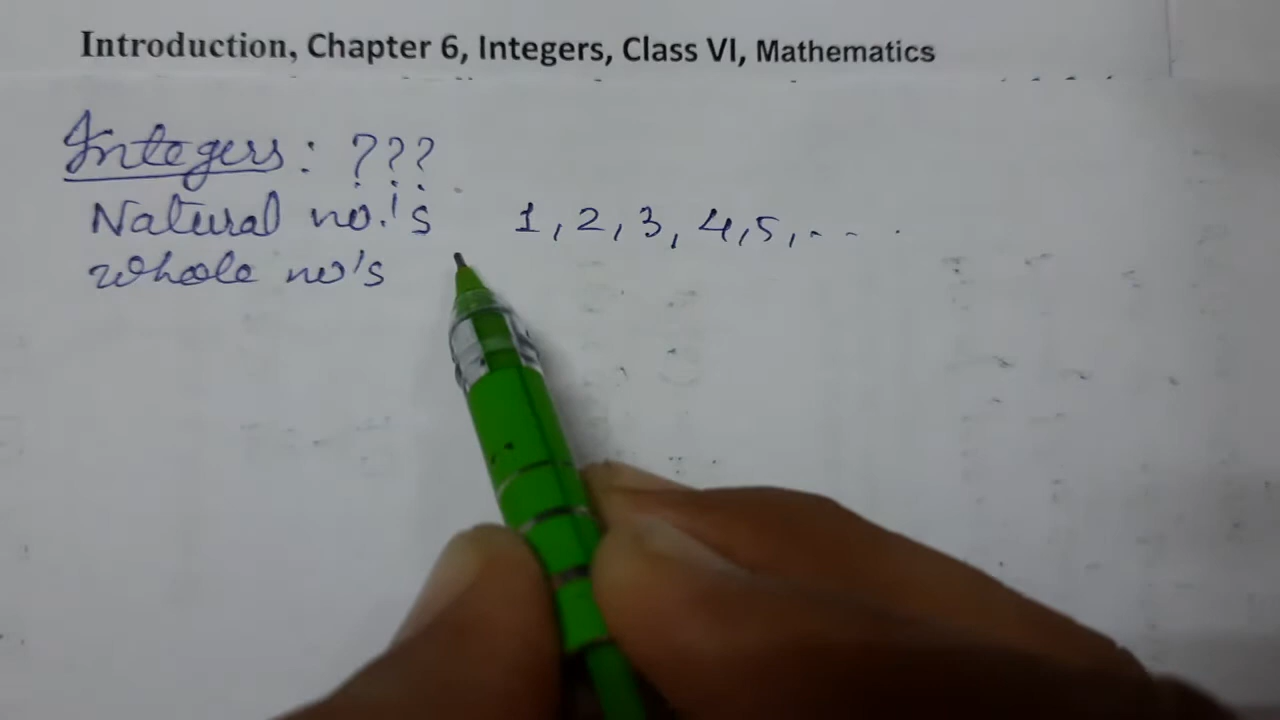 Introduction, Chapter 6, Integers, Class VI, Mathematics
Integers: ???
Natural no.'s 1, 2, 3, 4, 5, - - .
Whole no's